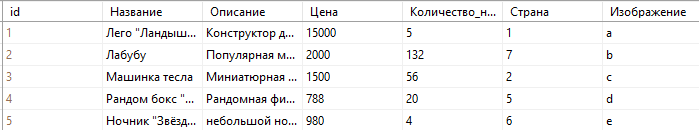 id Название Описание Цена Количество_н... Страна Изображение
1 Лего "Ландыш... Конструктор д... 15000 5 1 a
2 Лабубу Популярная м... 2000 132 7 b
3 Машинка тесла Миниатюрная ... 1500 56 2 c
4 Рандом бокс "... Рандомная фи... 788 20 5 d
5 Ночник "Звёзд... небольшой но... 980 4 6 e